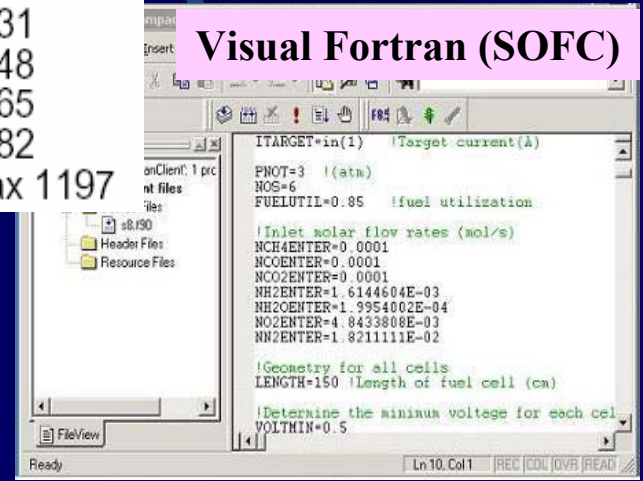 31
48
65
82
ax 1197
Visual Fortran (SOFC)
Insert
ITARGET=in(1) !Target current(A)
PNOT=3 !(atm)
NOS=6
FUELUTIL=0.85 !fuel utilization
!Inlet molar flow rates (mol/s)
NCH4ENTER=0.0001
NCOENTER=0.0001
NCO2ENTER=0.0001
NH2ENTER=1.6144604E-03
NH2OENTER=1.9954002E-04
NO2ENTER=4.8433808E-03
NN2ENTER=1.8211111E-02
!Geometry for all cells
LENGTH=150 !Length of fuel cell (cm)
!Determine the minimum voltage for each cel
VOLTMIN=0.5
anClient': 1 prc
nt files
iles
s8.f90
Header Files
Resource Files
FileView
Ready
Ln 10, Col 1
REC COL OVR READ